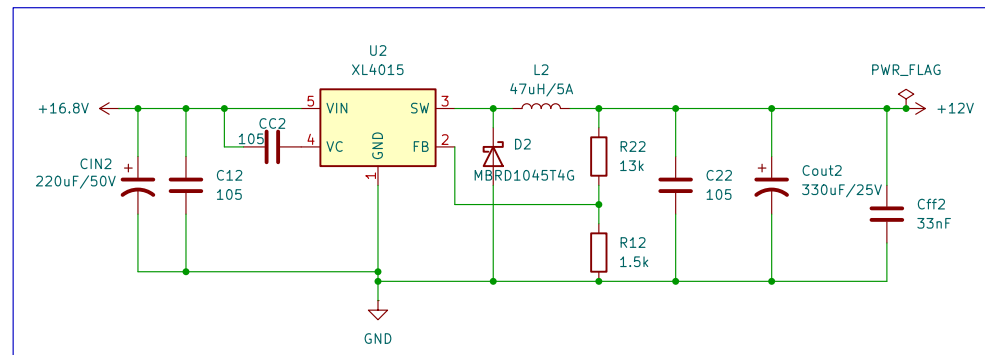 U2
XL4015
L2
47uH/5A
PWR_FLAG
+16.8V
5
VIN
SW
3
+12V
CC2
105
4
VC
GND
FB
2
1
D2
MBRD1045T4G
R22
13k
CIN2
220uF/50V
+
C12
105
C22
105
+
Cout2
330uF/25V
Cff2
33nF
R12
1.5k
GND